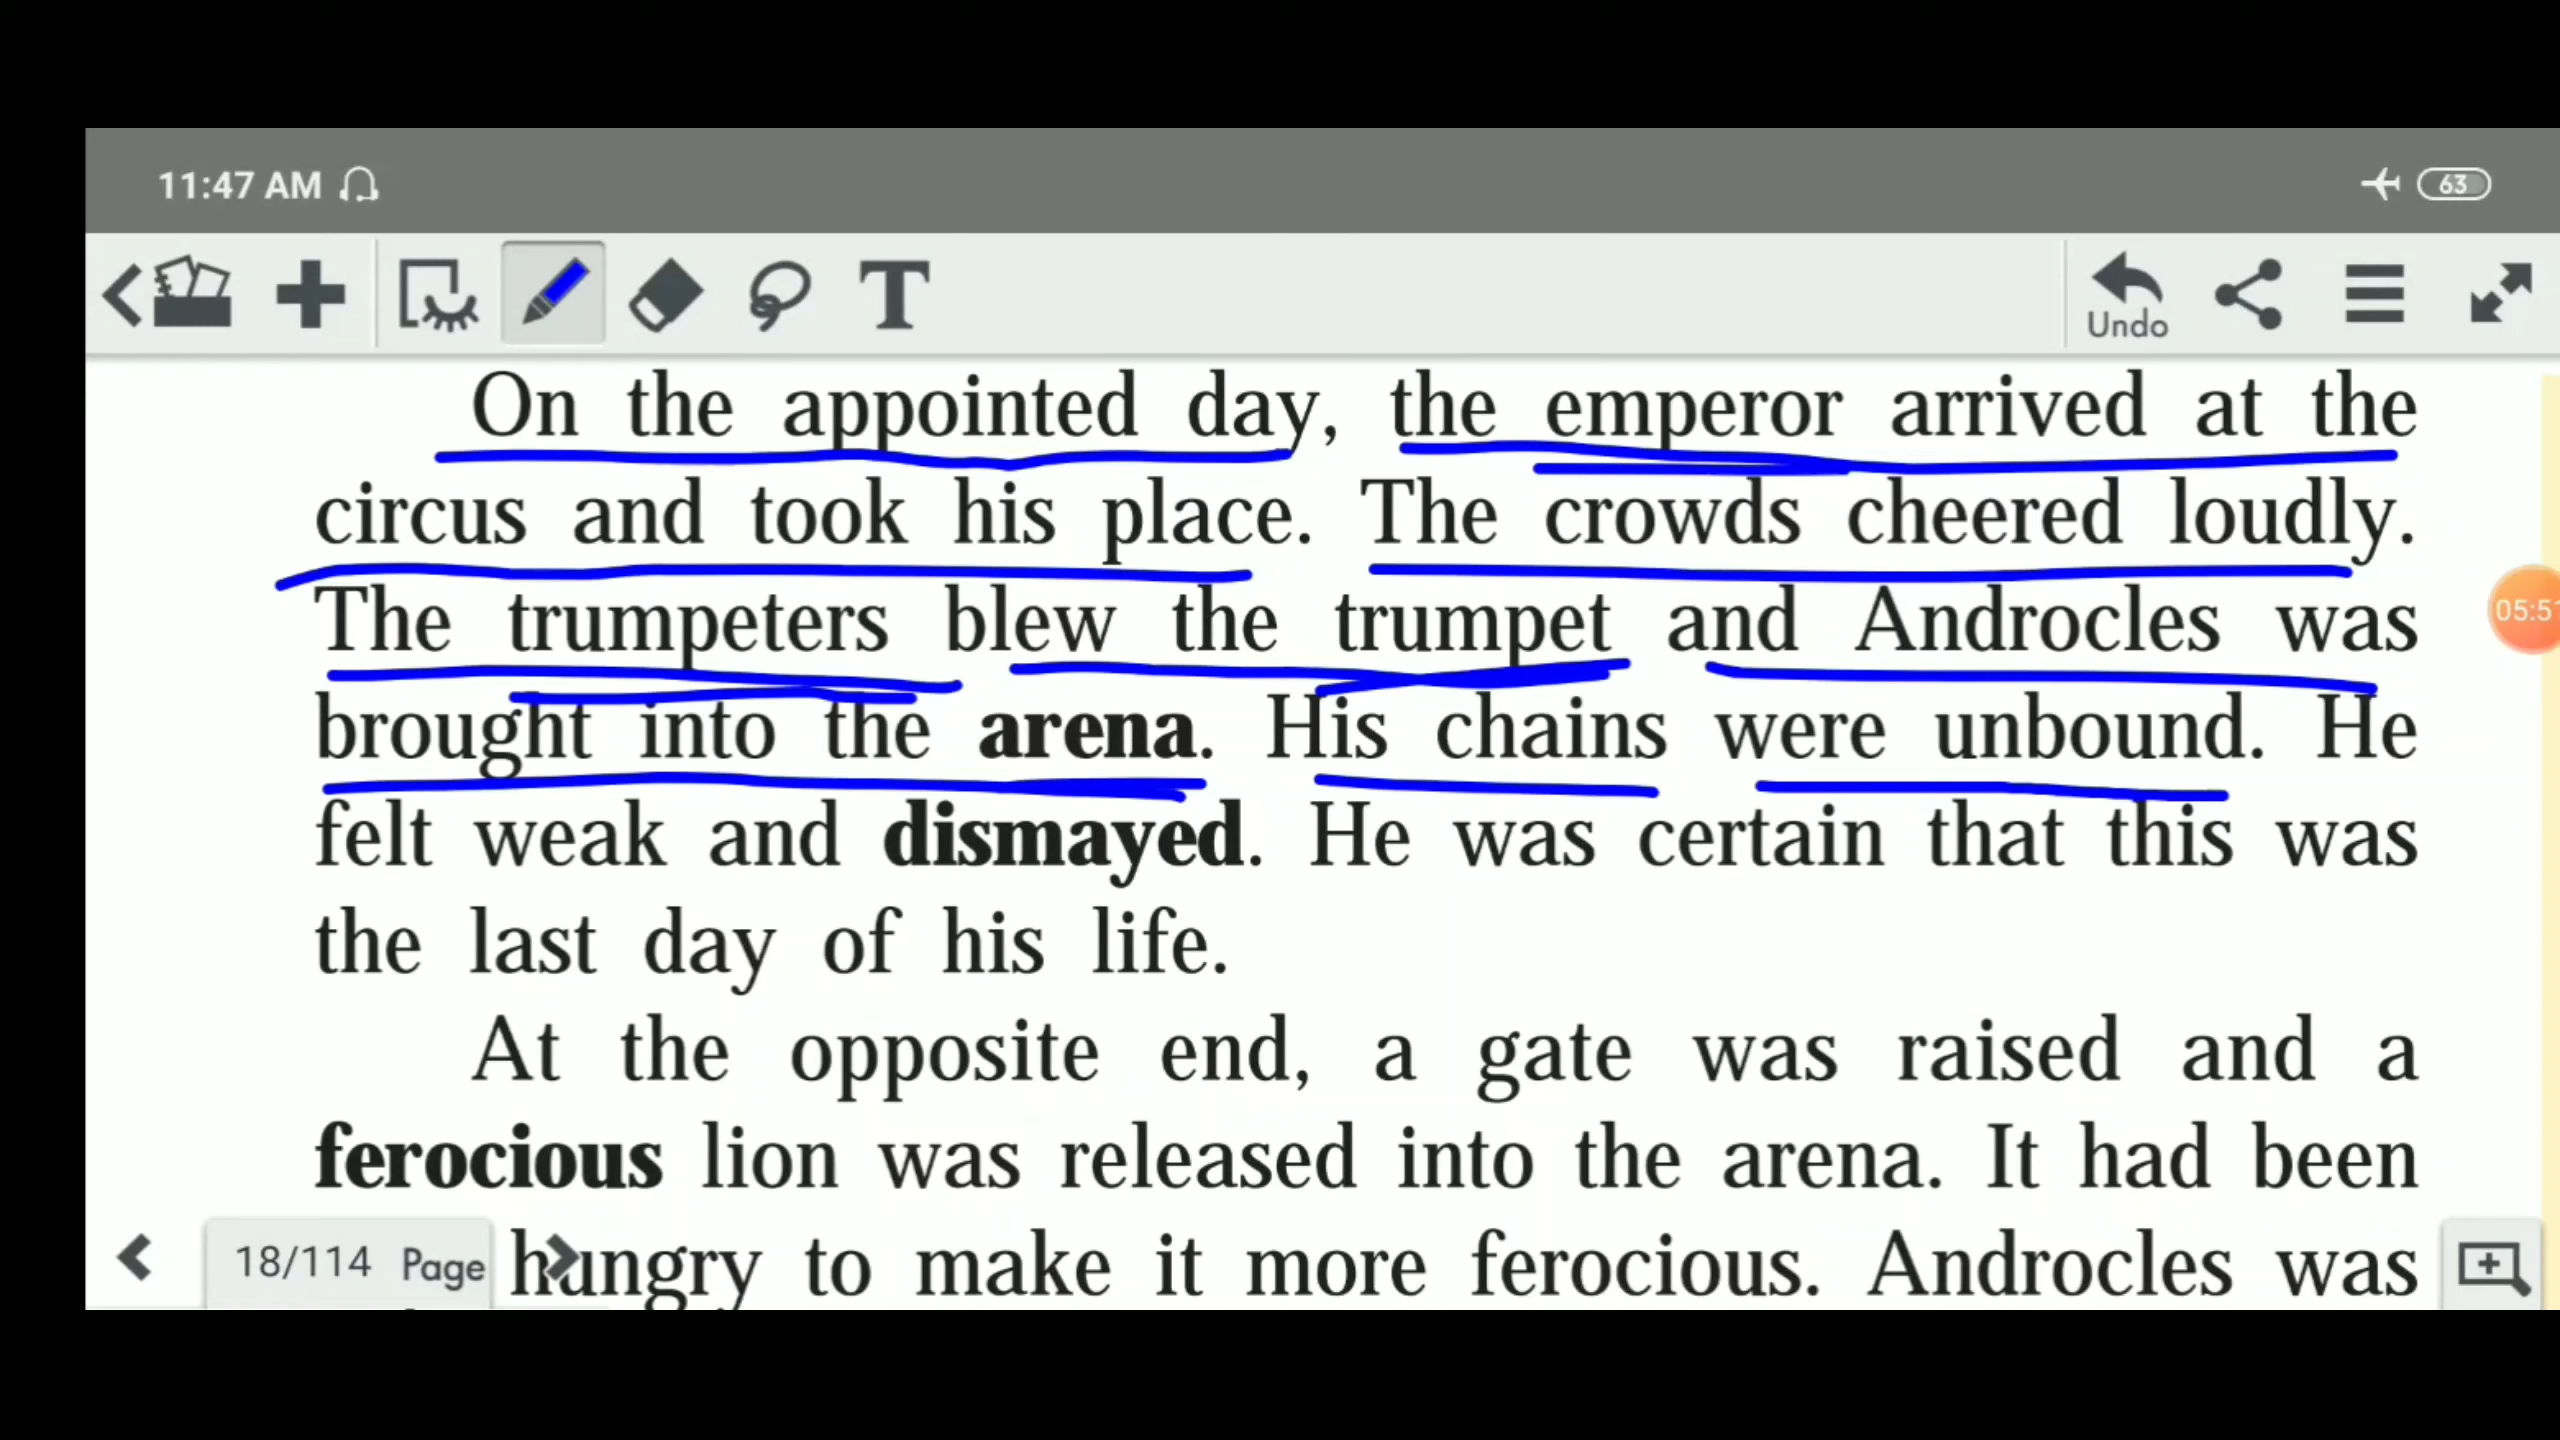 11:47 AM 63
Undo
On the appointed day, the emperor arrived at the
circus and took his place. The crowds cheered loudly.
The trumpeters blew the trumpet and Androcles was
05:51
brought into the arena. His chains were unbound. He
felt weak and dismayed. He was certain that this was
the last day of his life.
At the opposite end, a gate was raised and a
ferocious lion was released into the arena. It had been
hungry to make it more ferocious. Androcles was
18/114 Page